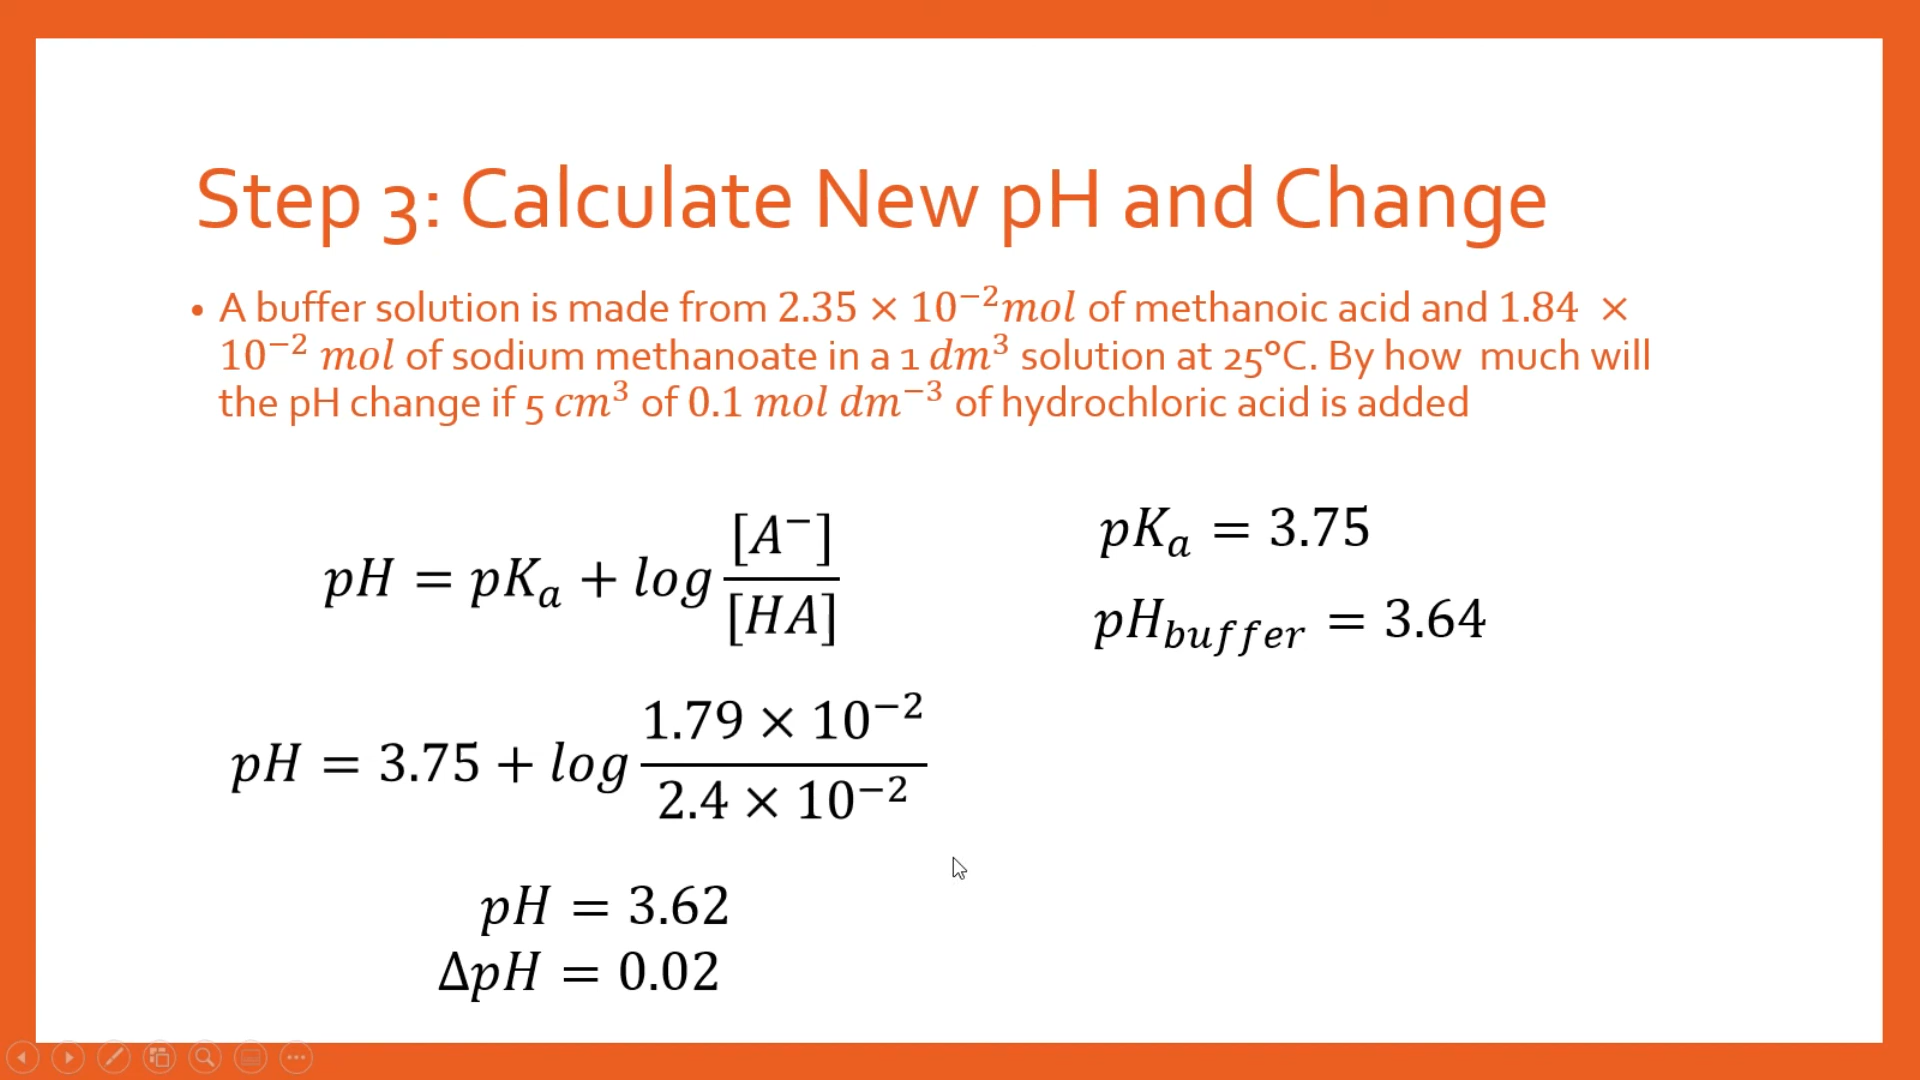 Step 3: Calculate New pH and Change
• A buffer solution is made from 2.35 × 10⁻²mol of methanoic acid and 1.84 ×
10⁻² mol of sodium methanoate in a 1 dm³ solution at 25°C. By how much will
the pH change if 5 cm³ of 0.1 mol dm⁻³ of hydrochloric acid is added
pH = pKₐ + log [A⁻]/[HA]
pKₐ = 3.75
pH_buffer = 3.64
pH = 3.75 + log (1.79 × 10⁻²)/(2.4 × 10⁻²)
pH = 3.62
ΔpH = 0.02